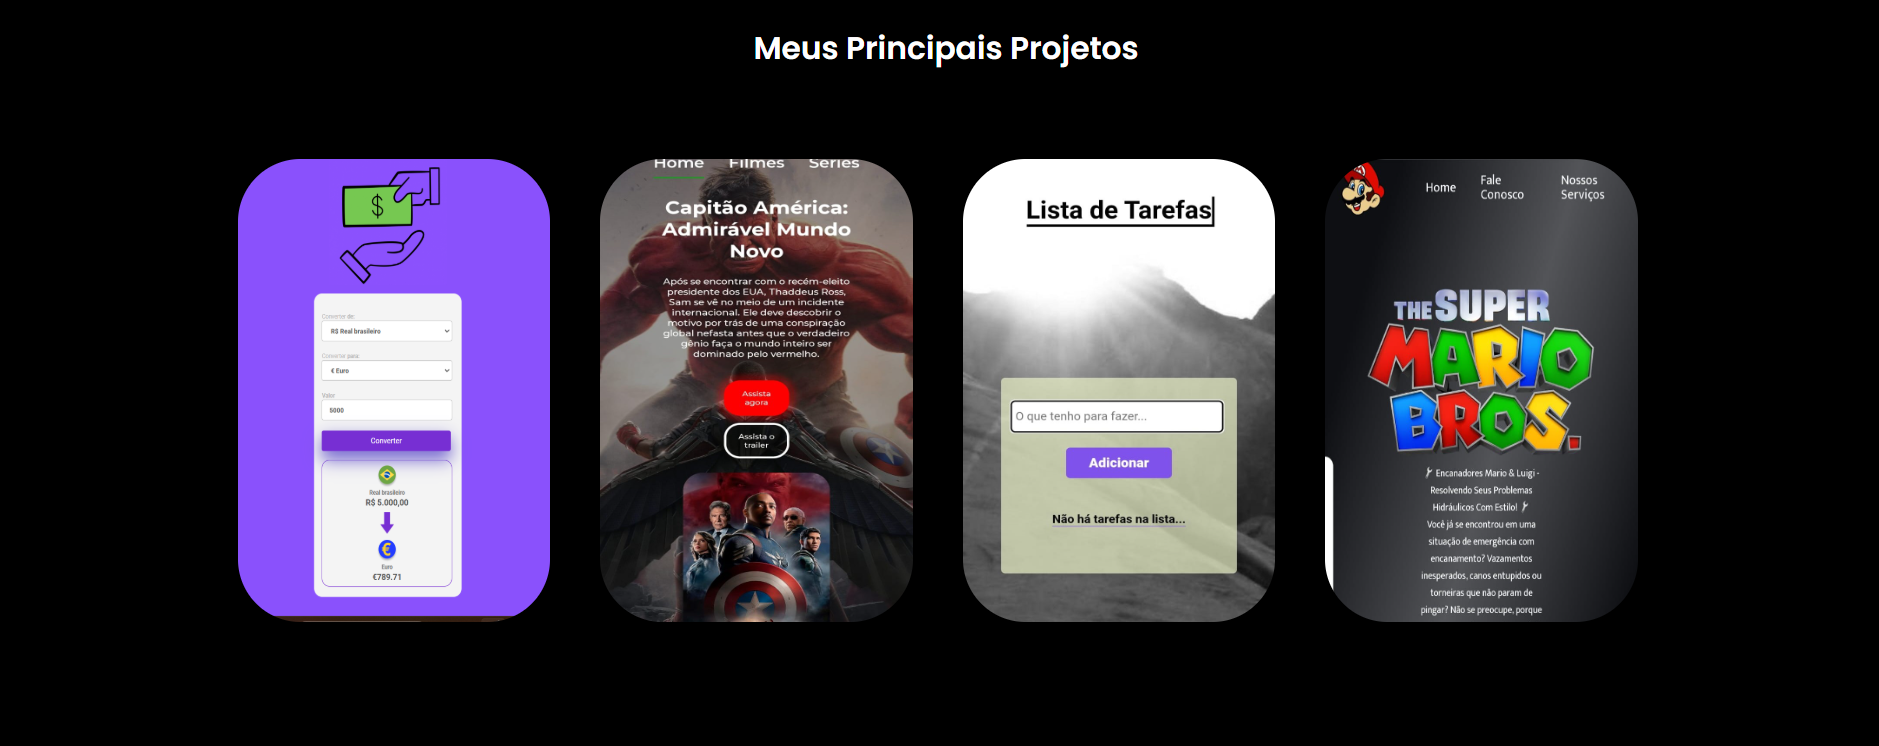 Meus Principais Projetos
$
Converter de:
R$ Real brasileiro
Converter para:
€ Euro
Valor
5000
Converter
Real brasileiro
R$ 5.000,00
€
Euro
€789.71
Home Filmes Séries
Capitão América:
Admirável Mundo
Novo
Após se encontrar com o recém-eleito
presidente dos EUA, Thaddeus Ross,
Sam se vê no meio de um incidente
internacional. Ele deve descobrir o
motivo por trás de uma conspiração
global nefasta antes que o verdadeiro
gênio faça o mundo inteiro ser
dominado pelo vermelho.
Assista
agora
Assista o
trailer
Lista de Tarefas
O que tenho para fazer...
Adicionar
Não há tarefas na lista...
Home
Fale
Conosco
Nossos
Serviços
THE SUPER
MARIO
BROS.
Encanadores Mario & Luigi -
Resolvendo Seus Problemas
Hidráulicos Com Estilo!
Você já se encontrou em uma
situação de emergência com
encanamento? Vazamentos
inesperados, canos entupidos ou
torneiras que não param de
pingar? Não se preocupe, porque